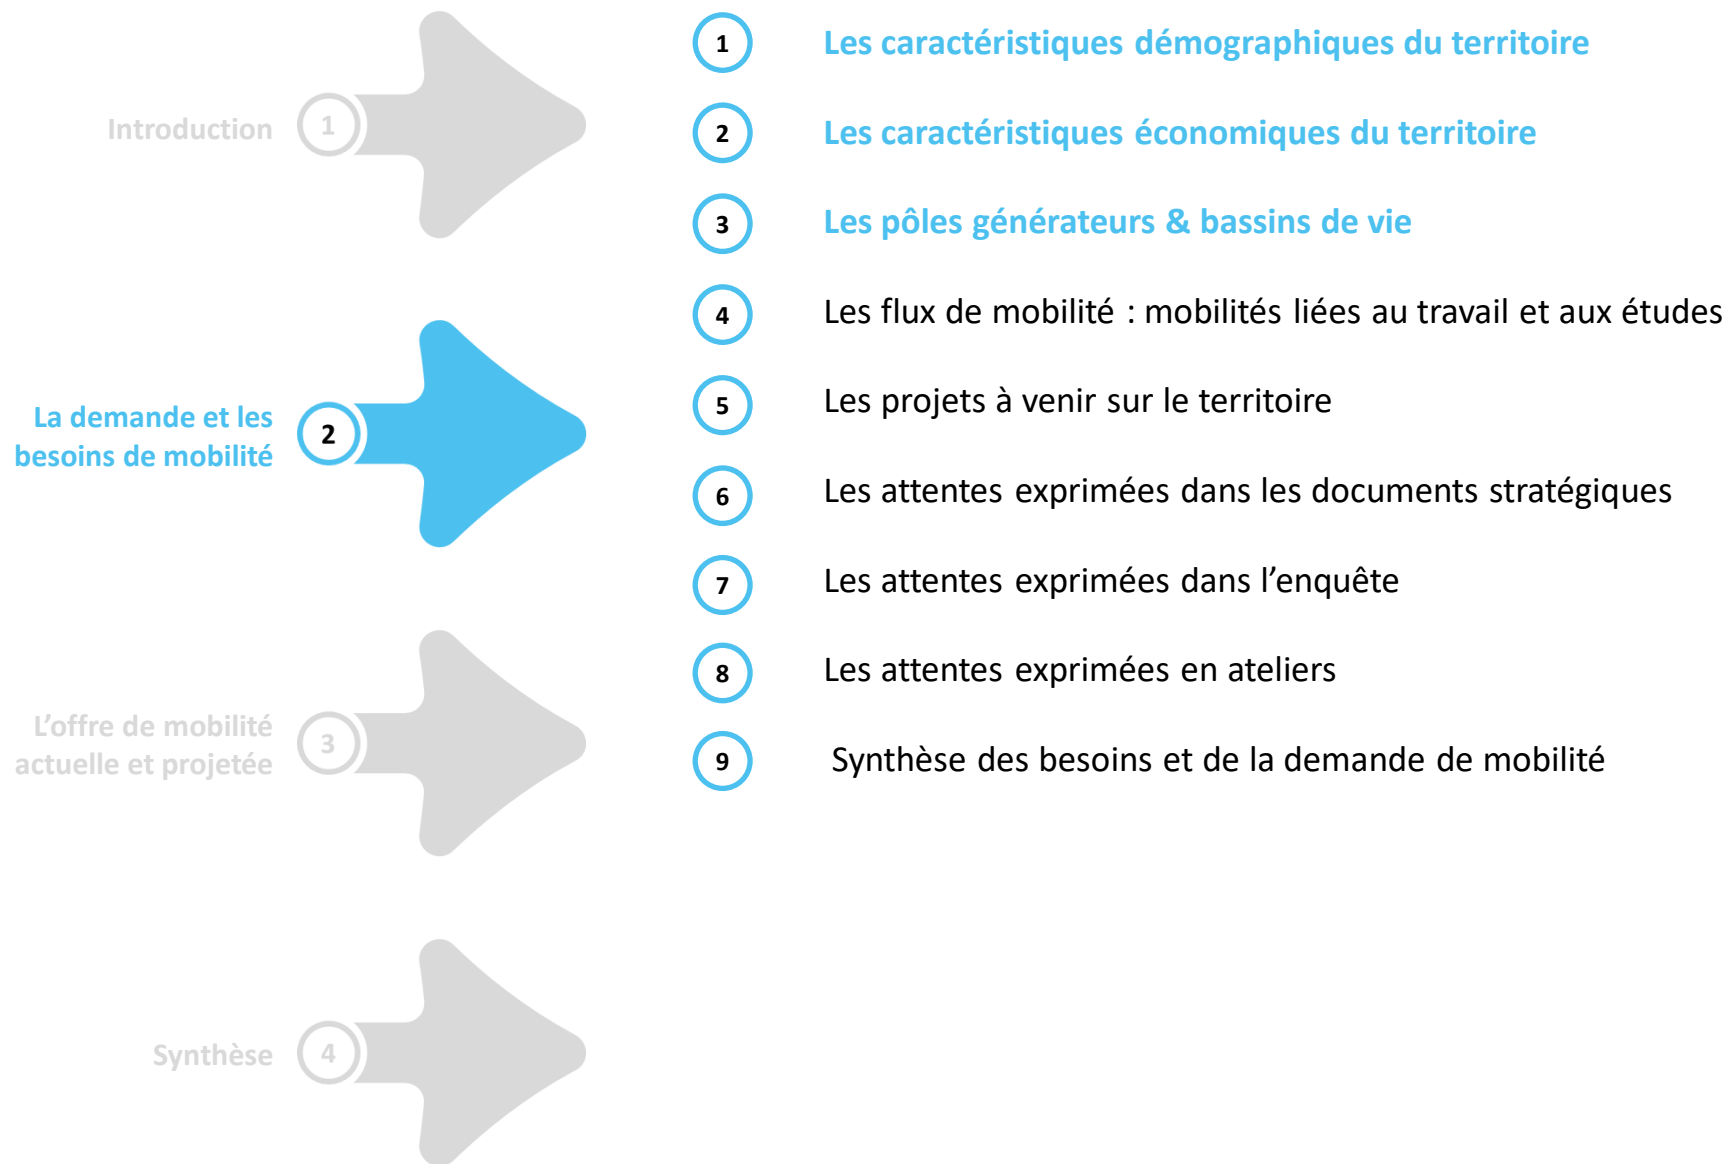 Introduction
1
La demande et les
besoins de mobilité
2
L’offre de mobilité
actuelle et projetée
3
Synthèse
4
1 Les caractéristiques démographiques du territoire
2 Les caractéristiques économiques du territoire
3 Les pôles générateurs & bassins de vie
4 Les flux de mobilité : mobilités liées au travail et aux études
5 Les projets à venir sur le territoire
6 Les attentes exprimées dans les documents stratégiques
7 Les attentes exprimées dans l’enquête
8 Les attentes exprimées en ateliers
9 Synthèse des besoins et de la demande de mobilité